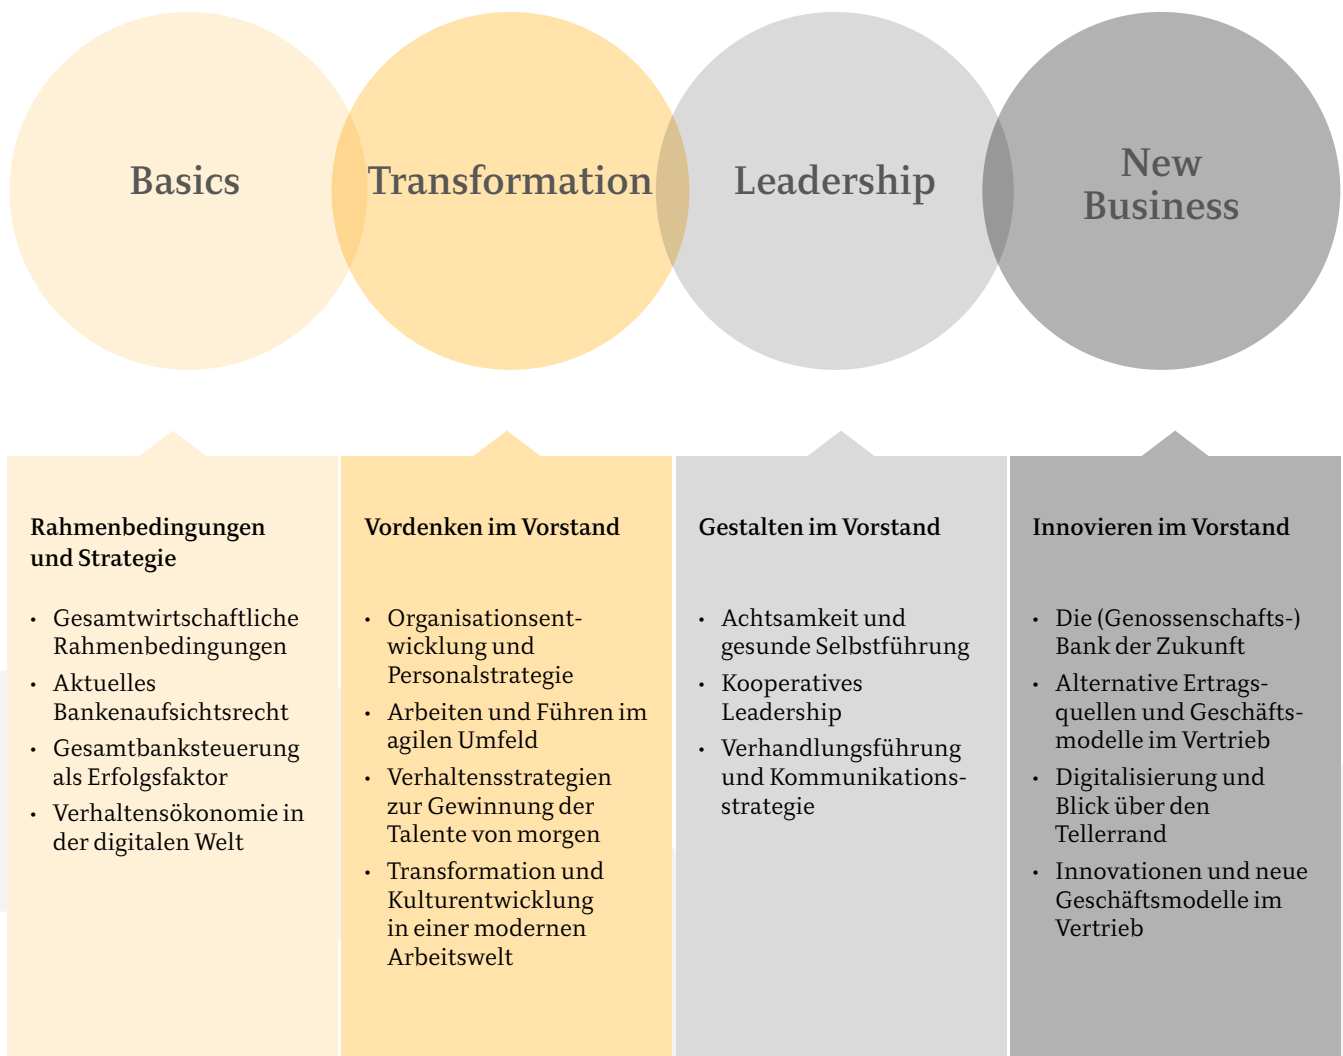 Basics
Transformation
Leadership
New
Business
Rahmenbedingungen
und Strategie
• Gesamtwirtschaftliche
Rahmenbedingungen
• Aktuelles
Bankenaufsichtsrecht
• Gesamtbanksteuerung
als Erfolgsfaktor
• Verhaltensökonomie in
der digitalen Welt
Vordenken im Vorstand
• Organisationsent-
wicklung und
Personalstrategie
• Arbeiten und Führen im
agilen Umfeld
• Verhaltensstrategien
zur Gewinnung der
Talente von morgen
• Transformation und
Kulturentwicklung
in einer modernen
Arbeitswelt
Gestalten im Vorstand
• Achtsamkeit und
gesunde Selbstführung
• Kooperatives
Leadership
• Verhandlungsführung
und Kommunikations-
strategie
Innovieren im Vorstand
• Die (Genossenschafts-)
Bank der Zukunft
• Alternative Ertrags-
quellen und Geschäfts-
modelle im Vertrieb
• Digitalisierung und
Blick über den
Tellerrand
• Innovationen und neue
Geschäftsmodelle im
Vertrieb